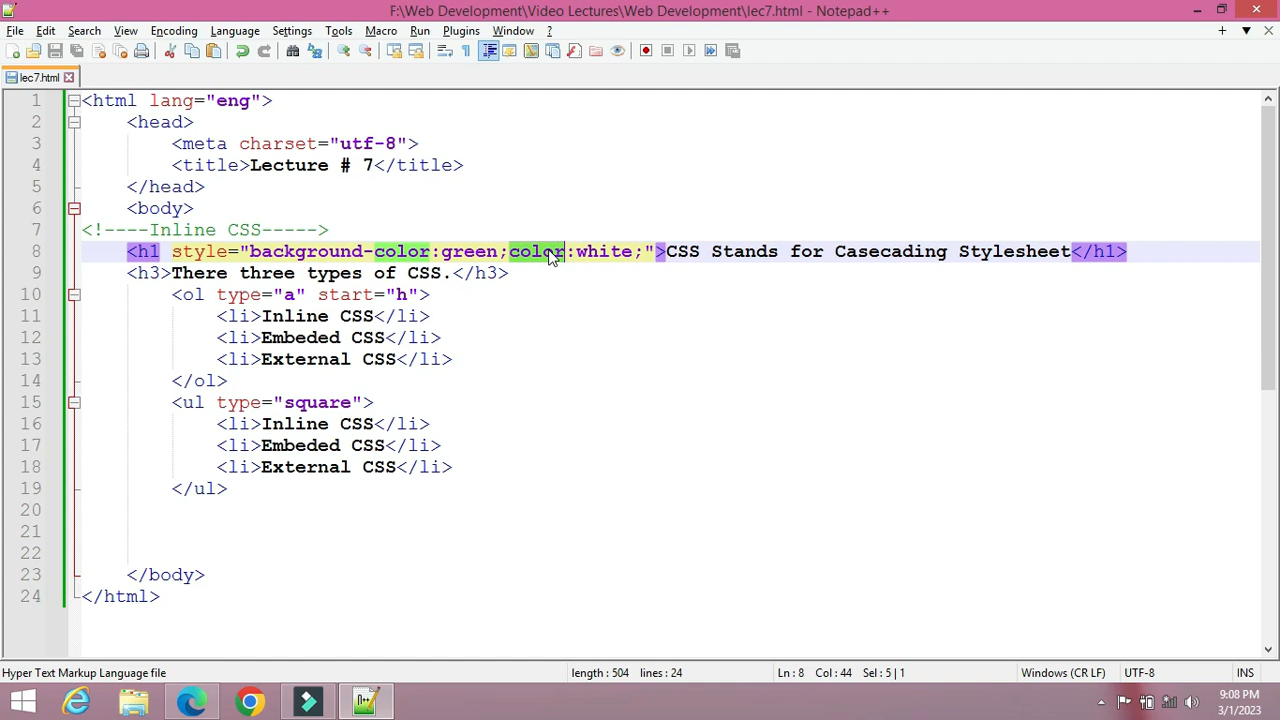 F:\Web Development\Video Lectures\Web Development\lec7.html - Notepad++
File Edit Search View Encoding Language Settings Tools Macro Run Plugins Window ?
lec7.html
1 <html lang="eng">
2 <head>
3 <meta charset="utf-8">
4 <title>Lecture # 7</title>
5 </head>
6 <body>
7 <!----Inline CSS----->
8 <h1 style="background-color:green;color:white;">CSS Stands for Casecading Stylesheet</h1>
9 <h3>There three types of CSS.</h3>
10 <ol type="a" start="h">
11 <li>Inline CSS</li>
12 <li>Embeded CSS</li>
13 <li>External CSS</li>
14 </ol>
15 <ul type="square">
16 <li>Inline CSS</li>
17 <li>Embeded CSS</li>
18 <li>External CSS</li>
19 </ul>
20
21
22
23 </body>
24 </html>
Hyper Text Markup Language file length : 504 lines : 24 Ln : 8 Col : 44 Sel : 5 | 1 Windows (CR LF) UTF-8 INS
9:08 PM
3/1/2023